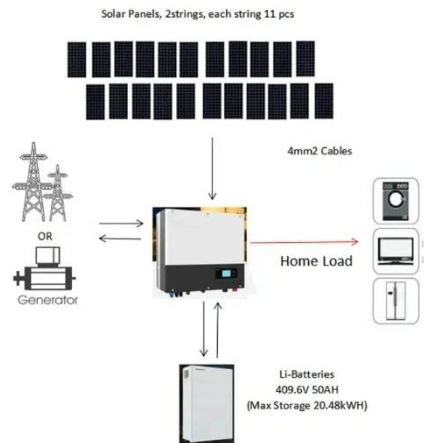 Solar Panels, 2strings, each string 11 pcs
4mm2 Cables
OR
Generator
Home Load
Li-Batteries
409.6V 50AH
(Max Storage 20.48kWH)